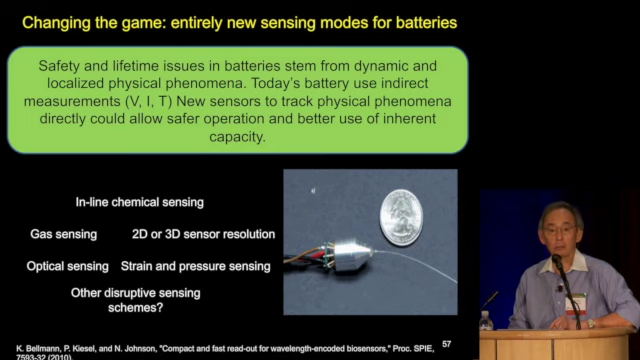 Changing the game: entirely new sensing modes for batteries
Safety and lifetime issues in batteries stem from dynamic and
localized physical phenomena. Today's battery use indirect
measurements (V, I, T) New sensors to track physical phenomena
directly could allow safer operation and better use of inherent
capacity.
In-line chemical sensing
Gas sensing 2D or 3D sensor resolution
Optical sensing Strain and pressure sensing
Other disruptive sensing
schemes?
a)
K. Bellmann, P. Kiesel, and N. Johnson, "Compact and fast read-out for wavelength-encoded biosensors," Proc. SPIE,
7593-32 (2010).
57